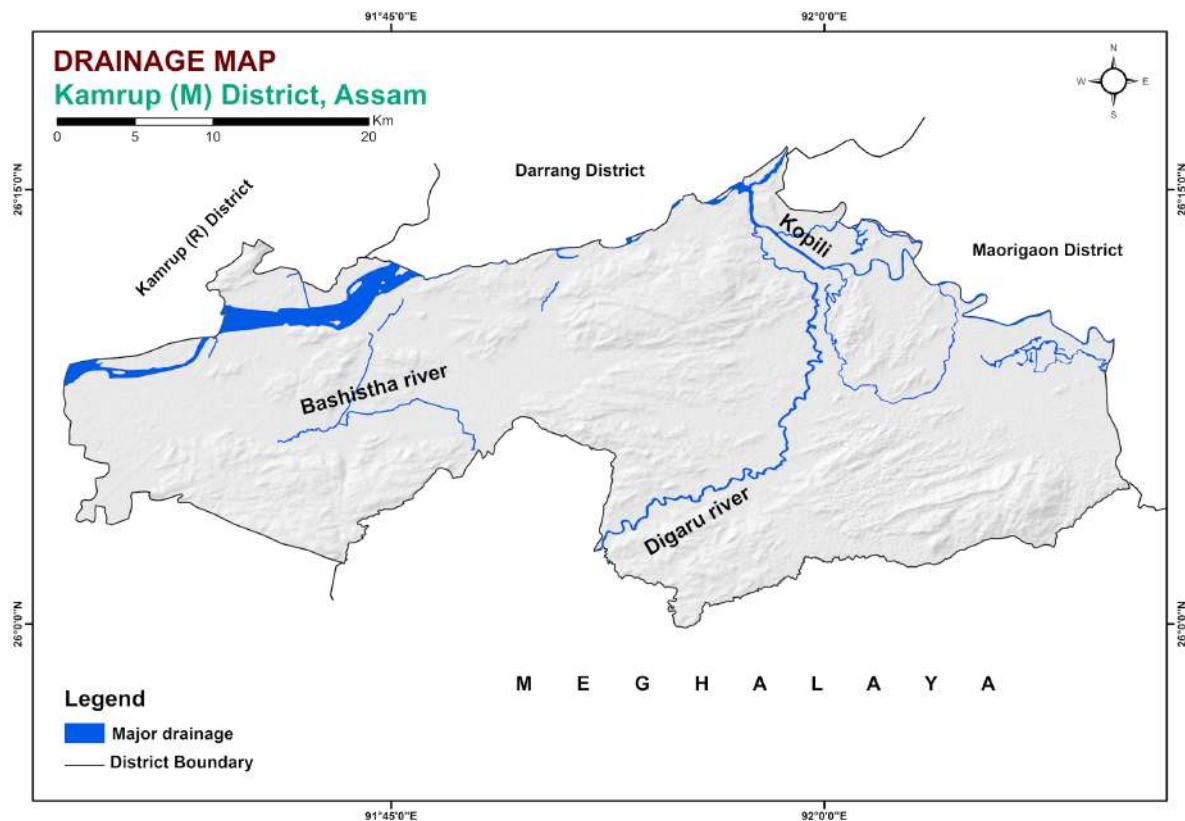 91°45'0"E
92°0'0"E
DRAINAGE MAP
Kamrup (M) District, Assam
Km
0 5 10 20
N
W E
S
26°15'0"N
26°15'0"N
Darrang District
Kamrup (R) District
Kopili
Maorigaon District
Bashistha river
Digaru river
26°0'0"N
26°0'0"N
M E G H A L A Y A
Legend
Major drainage
District Boundary
91°45'0"E
92°0'0"E